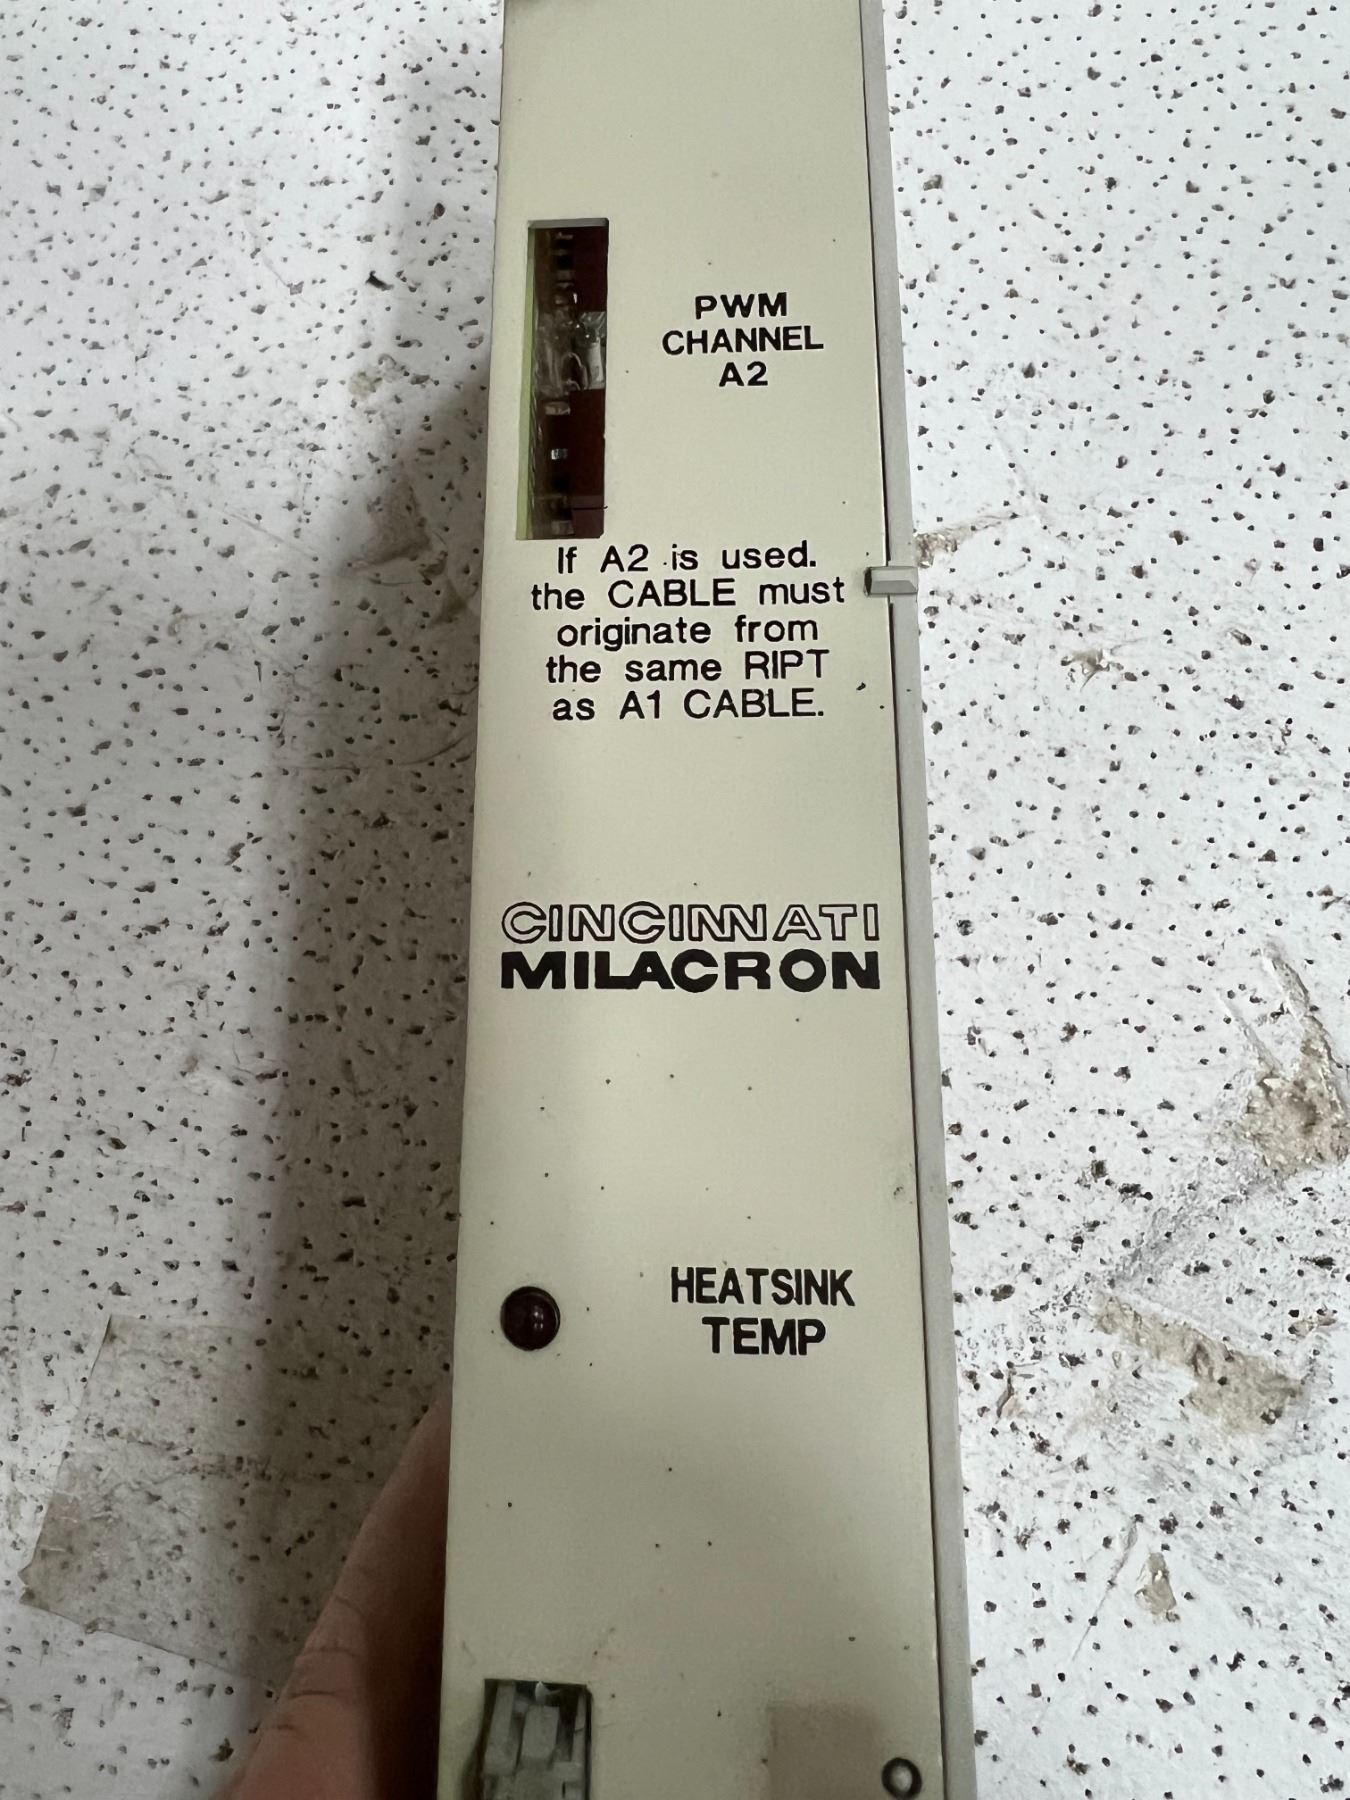 PWM
CHANNEL
A2
If A2 is used.
the CABLE must
originate from
the same RIPT
as A1 CABLE.
CINCINNATI
MILACRON
HEATSINK
TEMP